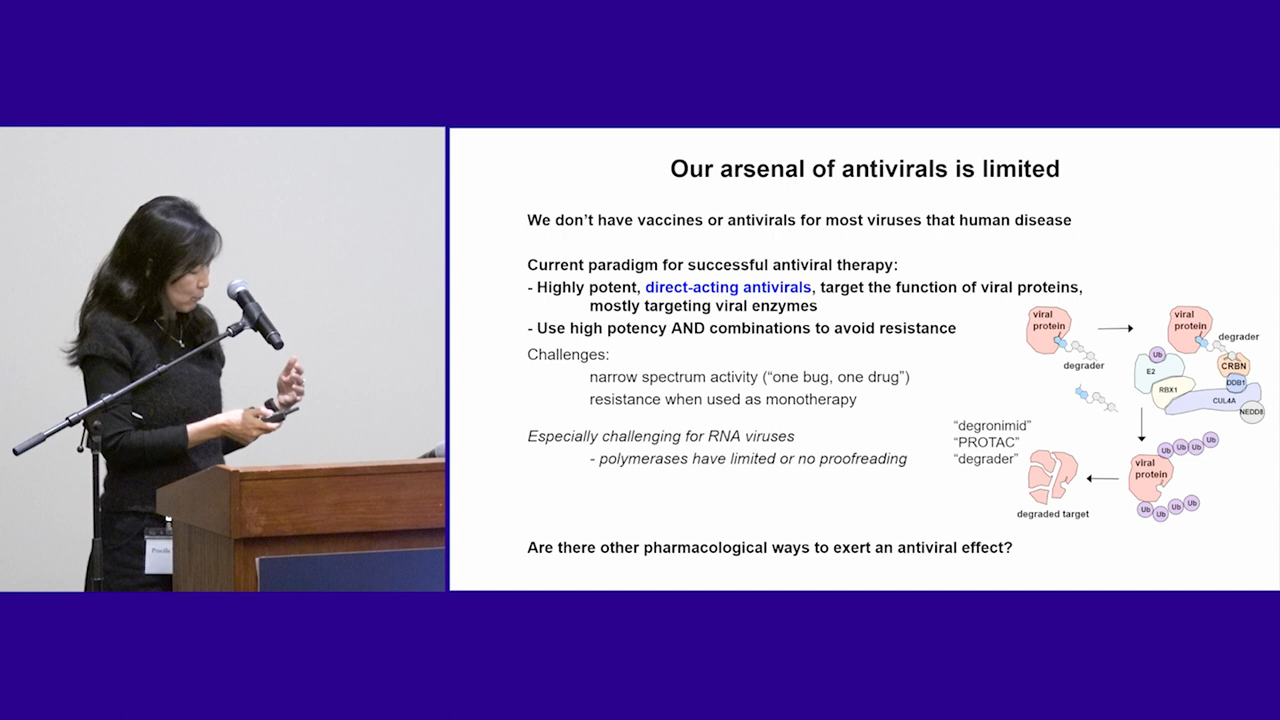 Our arsenal of antivirals is limited
We don't have vaccines or antivirals for most viruses that human disease
Current paradigm for successful antiviral therapy:
- Highly potent, direct-acting antivirals, target the function of viral proteins,
mostly targeting viral enzymes
- Use high potency AND combinations to avoid resistance
Challenges:
narrow spectrum activity (“one bug, one drug”)
resistance when used as monotherapy
Especially challenging for RNA viruses
- polymerases have limited or no proofreading
Are there other pharmacological ways to exert an antiviral effect?
viral
protein
degrader
viral
protein
degrader
Ub
E2
RBX1
CRBN
DDB1
CUL4A
NEDD8
“degronimid”
“PROTAC”
“degrader”
Ub
Ub
Ub
Ub
viral
protein
Ub
Ub
Ub
Ub
degraded target